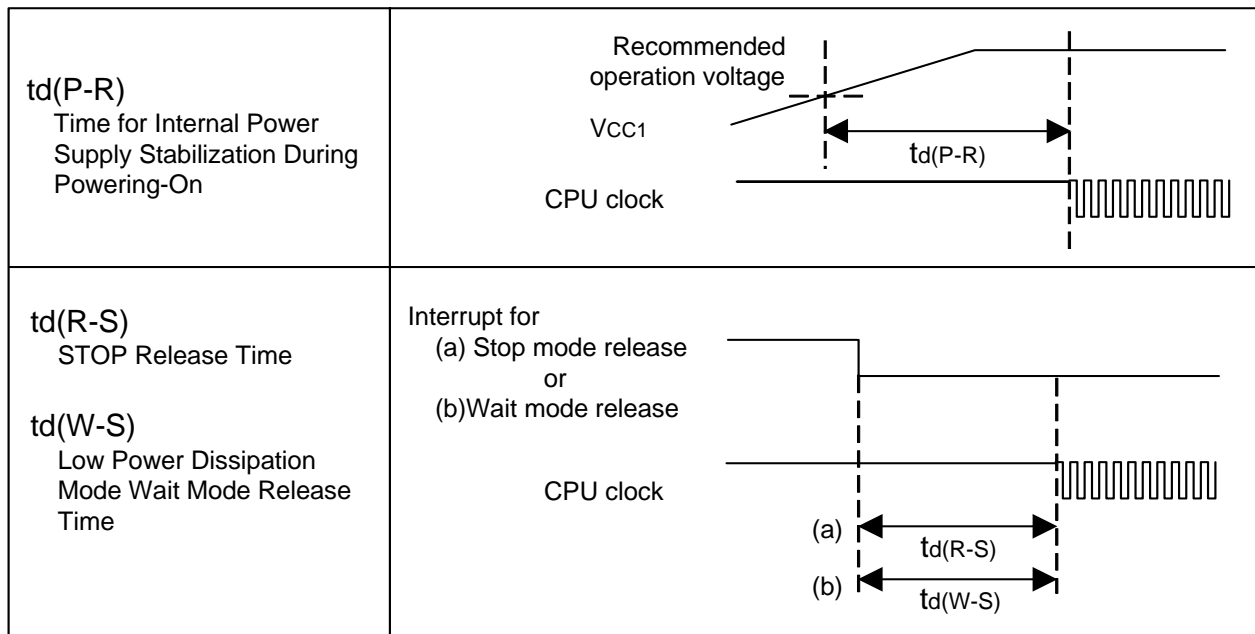 td(P-R)
Time for Internal Power
Supply Stabilization During
Powering-On
Recommended
operation voltage
VCC1
td(P-R)
CPU clock
td(R-S)
STOP Release Time
td(W-S)
Low Power Dissipation
Mode Wait Mode Release
Time
Interrupt for
(a) Stop mode release
or
(b)Wait mode release
CPU clock
(a)
td(R-S)
(b)
td(W-S)